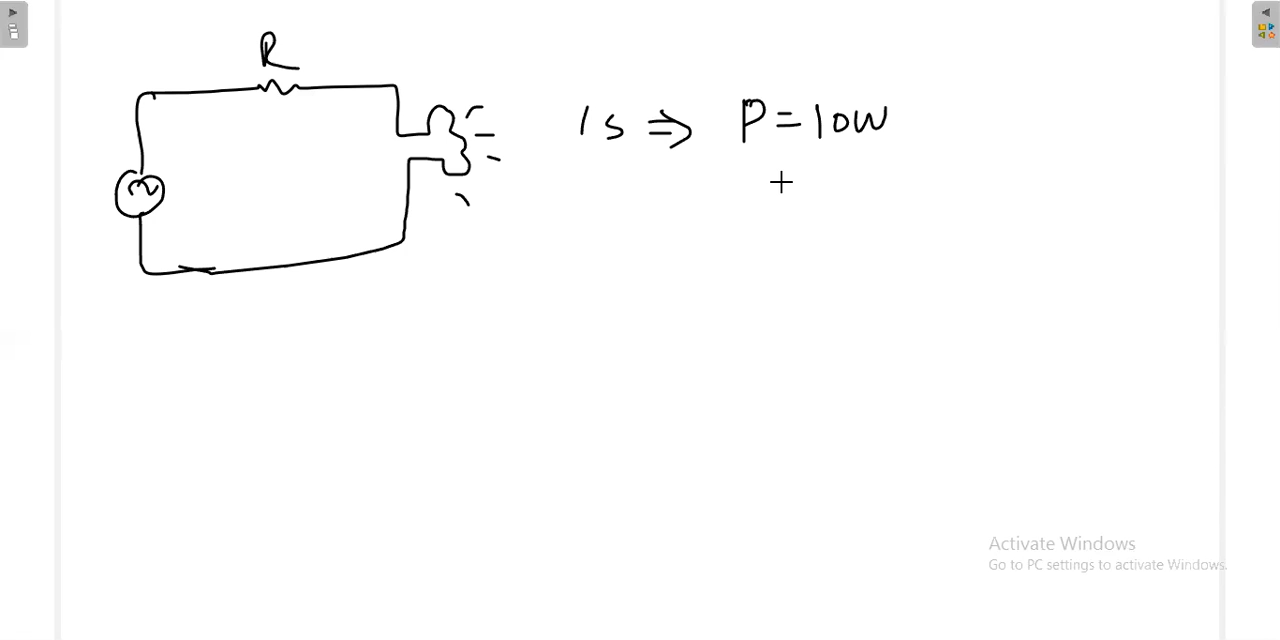 R
1s ⇒ P = 10W
Activate Windows
Go to PC settings to activate Windows.